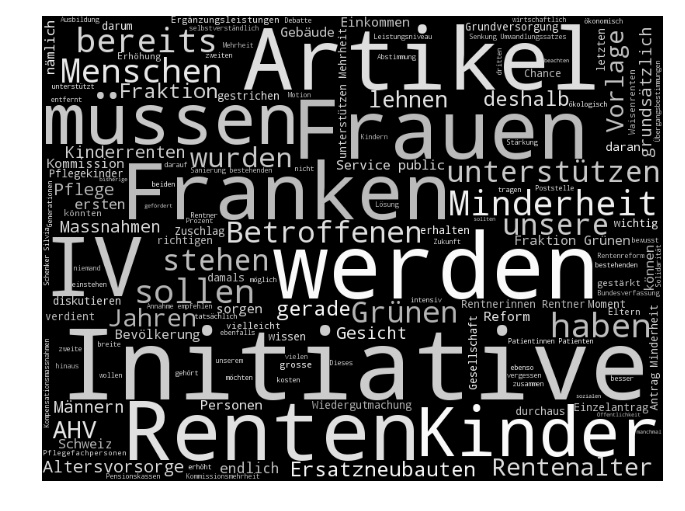 Ausbildung Ergänzungsleistungen Debatte wirtschaftlich ökonomisch
darum selbstverständlich Einkommen Grundversorgung letzten
nämlich bereits Gebäude Mehrheit Leistungsniveau Senkung Umwandlungssatzes
Erhöhung zweiten Artikel Abstimmung dritten Vorlage grundsätzlich
Menschen Mehrheit beachten Chance Waisenrenten Übergangsbestimmungen
unterstützt Fraktion gestrichen Motion unterstützen lehnen deshalb ökologisch
entfernt müssen Frauen Kindern Stärkung daran
Kinderrenten wurden
Kommission darauf Sanierung bestehenden nicht Service public unterstützen
Pflegekinder bisherige beiden tragen Poststelle
Pflege Franken Minderheit
ersten gefördert Rentner Lösung sollten wichtig
könnten Prozent unsere
Generationen Massnahmen Zuschlag Betroffenen erhalten Fraktion Grünen bewusst
Schenker Silvia richtigen Zukunft
IV stehen werden Rentenreform
niemand damals möglich bestehenden können Solidarität
einstehen sollen gestärkt Bundesverfassung
diskutieren Annahme empfehlen intensiv Rentnerinnen Rentner Moment
verdient Jahren sorgen gerade Grünen Eltern
tatsächlich Reform haben
Bevölkerung vielleicht ebenfalls wissen Gesicht Gesellschaft Patientinnen Patienten
Kompensationsmassnahmen zweite breite unserem grosse vielen Dieses ebenso Antrag Minderheit
hinaus wollen gehört möchten kosten vergessen besser
Initiative zusammen sozialen
Männern Personen Wiedergutmachung durchaus Einzelantrag
AHV Renten Kinder Öffentlichkeit
Schweiz manchmal
Pflegefachpersonen
Altersvorsorge erhöht endlich Ersatzneubauten Rentenalter
Pensionskassen Kommissionsmehrheit